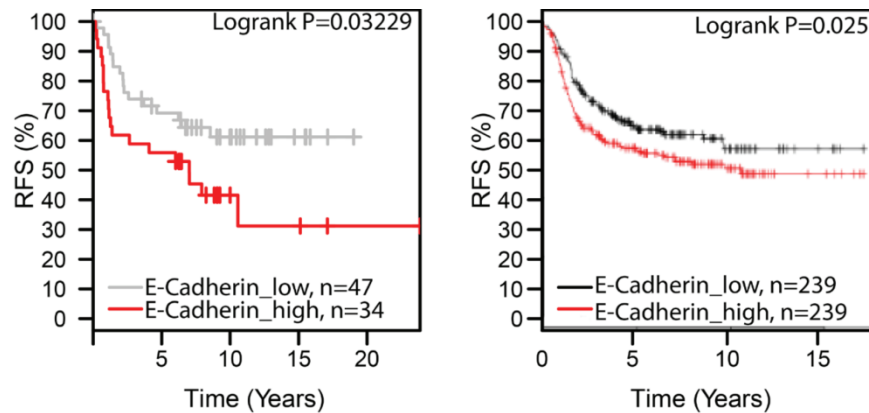 Logrank P=0.03229
100
90
80
70
60
50
40
30
20
10
0
RFS (%)
E-Cadherin_low, n=47
E-Cadherin_high, n=34
5 10 15 20
Time (Years)
Logrank P=0.025
100
90
80
70
60
50
40
30
20
10
0
RFS (%)
E-Cadherin_low, n=239
E-Cadherin_high, n=239
0 5 10 15
Time (Years)